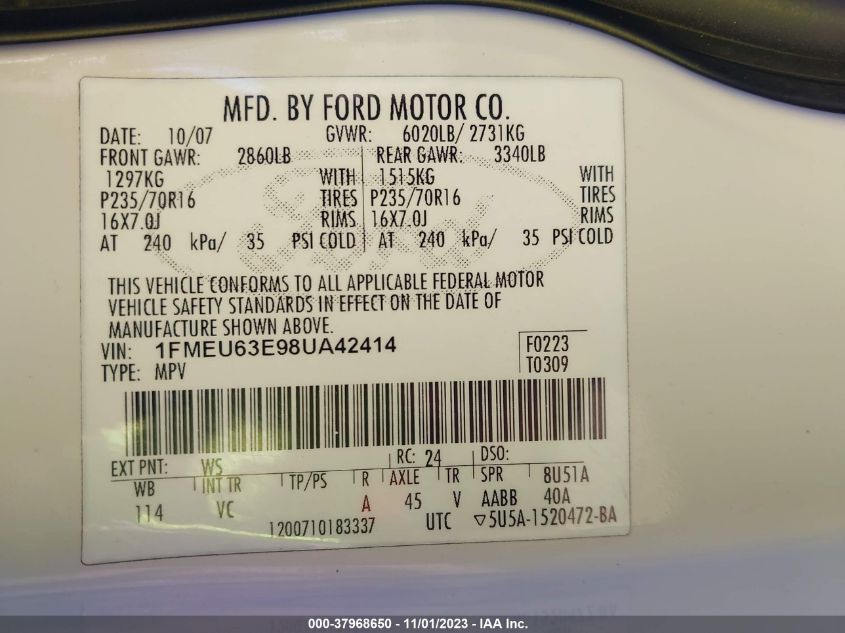 MFD. BY FORD MOTOR CO.
DATE: 10/07 GVWR: 6020LB/ 2731KG
FRONT GAWR: 2860LB REAR GAWR: 3340LB
1297KG WITH 1515KG WITH
P235/70R16 TIRES P235/70R16 TIRES
16X7.0J RIMS 16X7.0J RIMS
AT 240 kPa/ 35 PSI COLD AT 240 kPa/ 35 PSI COLD
THIS VEHICLE CONFORMS TO ALL APPLICABLE FEDERAL MOTOR
VEHICLE SAFETY STANDARDS IN EFFECT ON THE DATE OF
MANUFACTURE SHOWN ABOVE.
VIN: 1FMEU63E98UA42414 F0223
TYPE: MPV T0309
EXT PNT: WS RC: 24 DSO:
WB INT TR TP/PS R AXLE TR SPR 8U51A
114 VC A 45 V AABB 40A
1200710183337 UTC ▽5U5A-1520472-BA
000-37968650 - 11/01/2023 - IAA Inc.